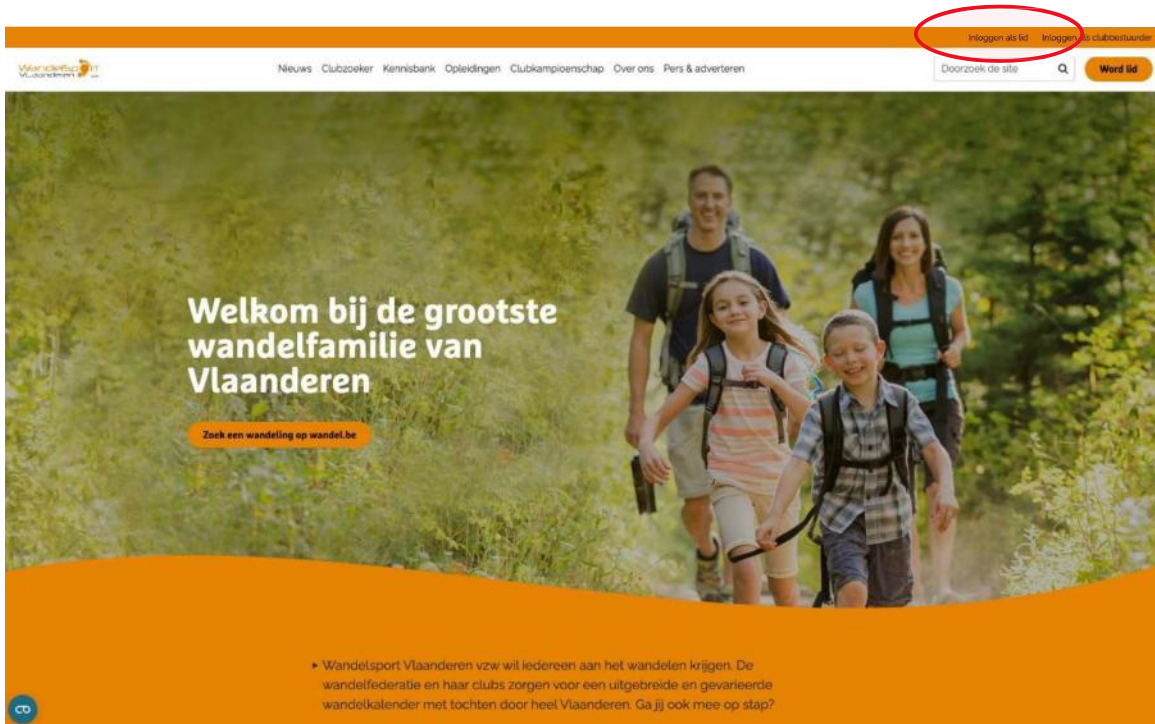 Inloggen als lid Inloggen als clubbestuurder
Wandelsport
Vlaanderen vzw
Nieuws Clubzoeker Kennisbank Opleidingen Clubkampioenschap Over ons Pers & adverteren
Doorzoek de site
Word lid
Welkom bij de grootste
wandelfamilie van
Vlaanderen
Zoek een wandeling op wandel.be
▸ Wandelsport Vlaanderen vzw wil iedereen aan het wandelen krijgen. De
wandelfederatie en haar clubs zorgen voor een uitgebreide en gevarieerde
wandelkalender met tochten door heel Vlaanderen. Ga jij ook mee op stap?